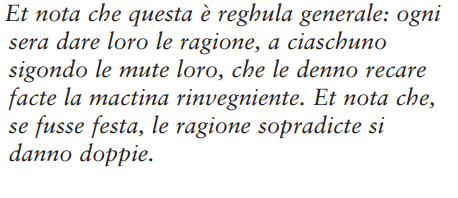 Et nota che questa è reghula generale: ogni
sera dare loro le ragione, a ciaschuno
sigondo le mute loro, che le denno recare
facte la mactina rinvegniente. Et nota che,
se fusse festa, le ragione sopradicte si
danno doppie.